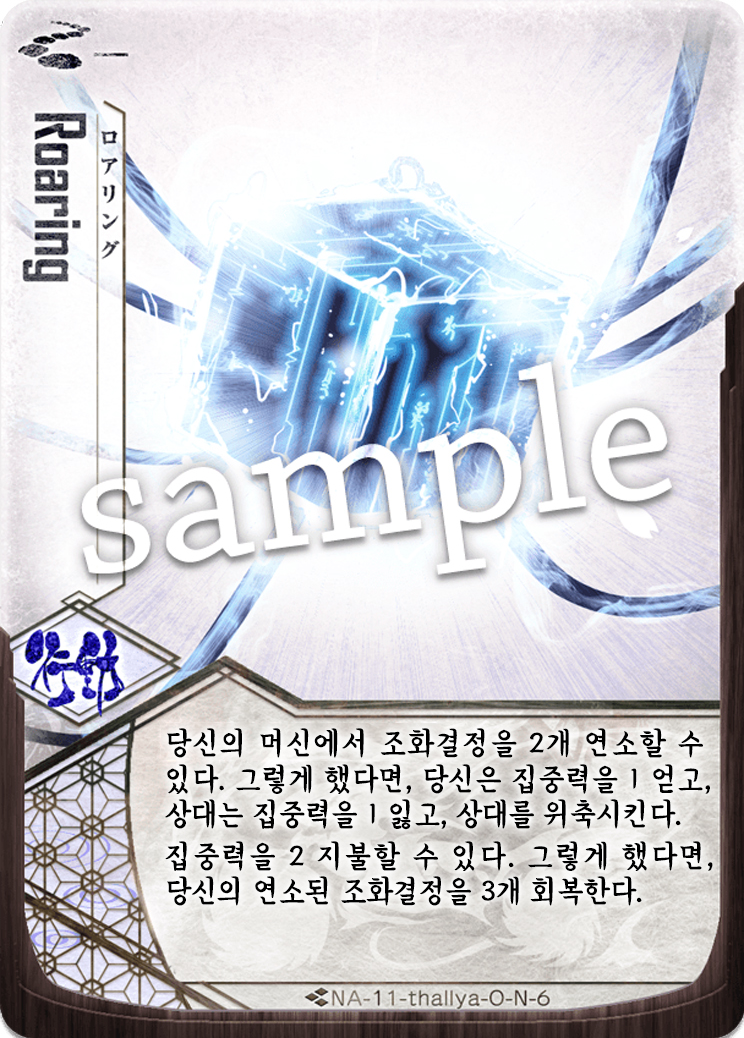 Roaring
ロアリング
sample
行動
당신의 머신에서 조화결정을 2개 연소할 수
있다. 그렇게 했다면, 당신은 집중력을 1 얻고,
상대는 집중력을 1 잃고, 상대를 위축시킨다.
집중력을 2 지불할 수 있다. 그렇게 했다면,
당신의 연소된 조화결정을 3개 회복한다.
NA-11-thallya-O-N-6